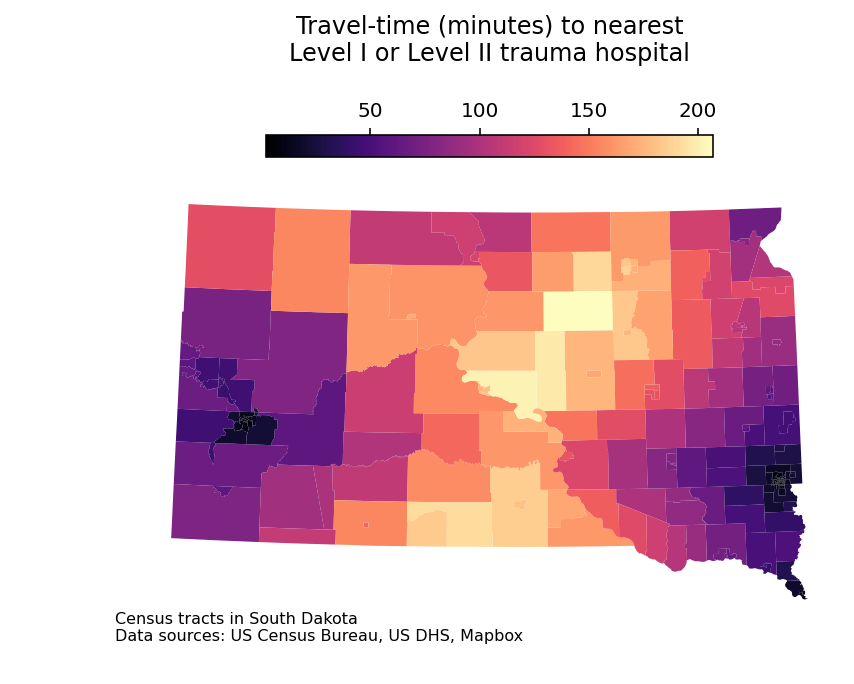 Travel-time (minutes) to nearest
Level I or Level II trauma hospital
50 100 150 200
Census tracts in South Dakota
Data sources: US Census Bureau, US DHS, Mapbox